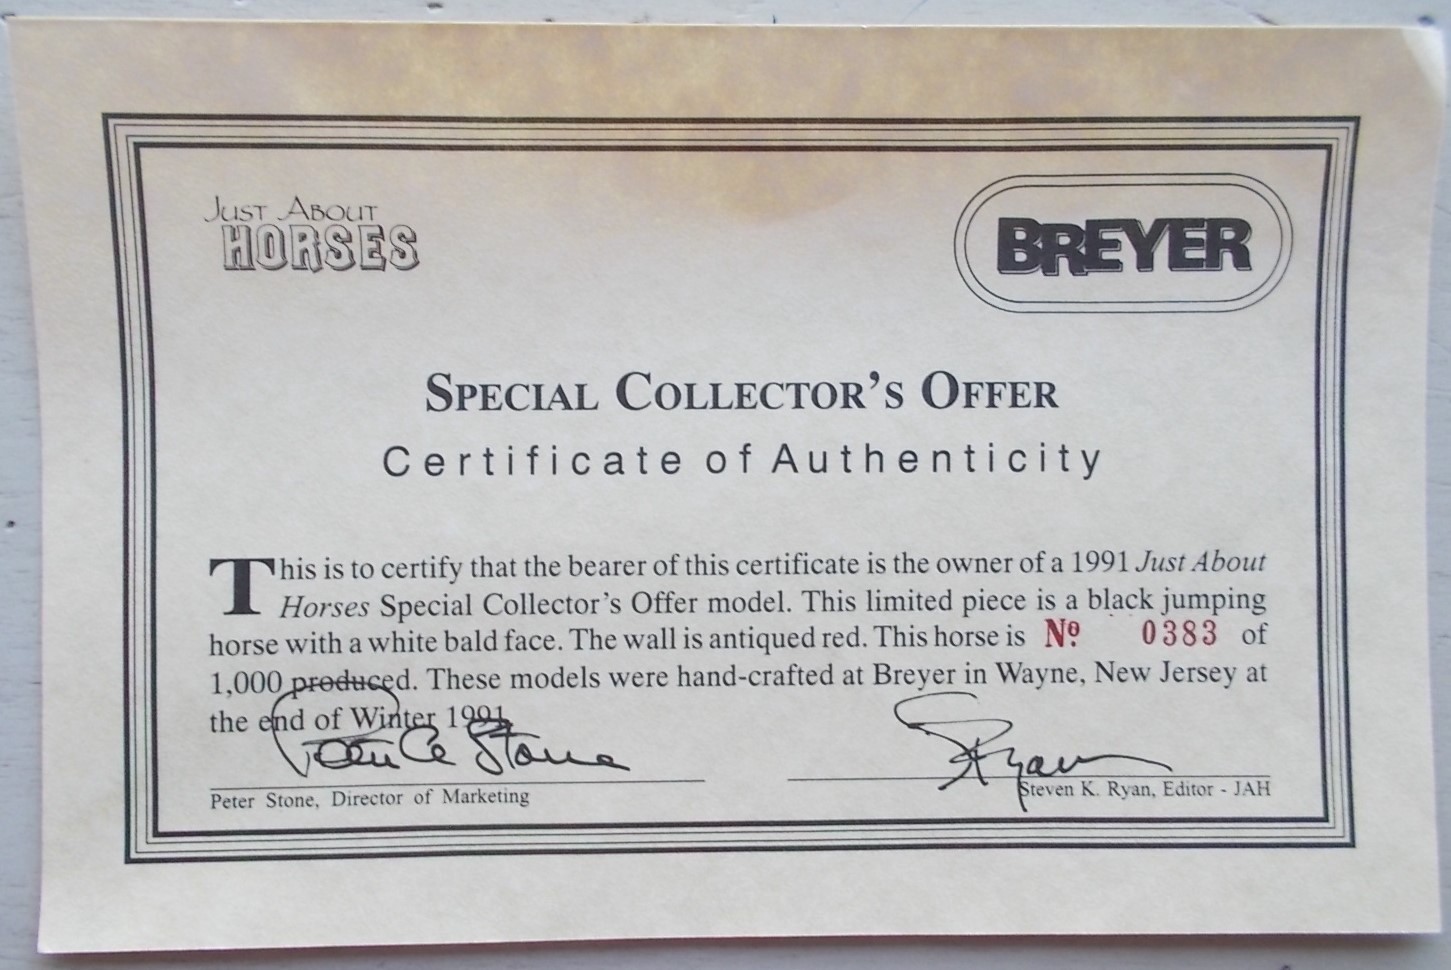 Just About
HORSES
BREYER
Special Collector's Offer
Certificate of Authenticity
This is to certify that the bearer of this certificate is the owner of a 1991 Just About
Horses Special Collector's Offer model. This limited piece is a black jumping
horse with a white bald face. The wall is antiqued red. This horse is Nº 0383 of
1,000 produced. These models were hand-crafted at Breyer in Wayne, New Jersey at
the end of Winter 1991.
Peter Stone, Director of Marketing
Steven K. Ryan, Editor - JAH